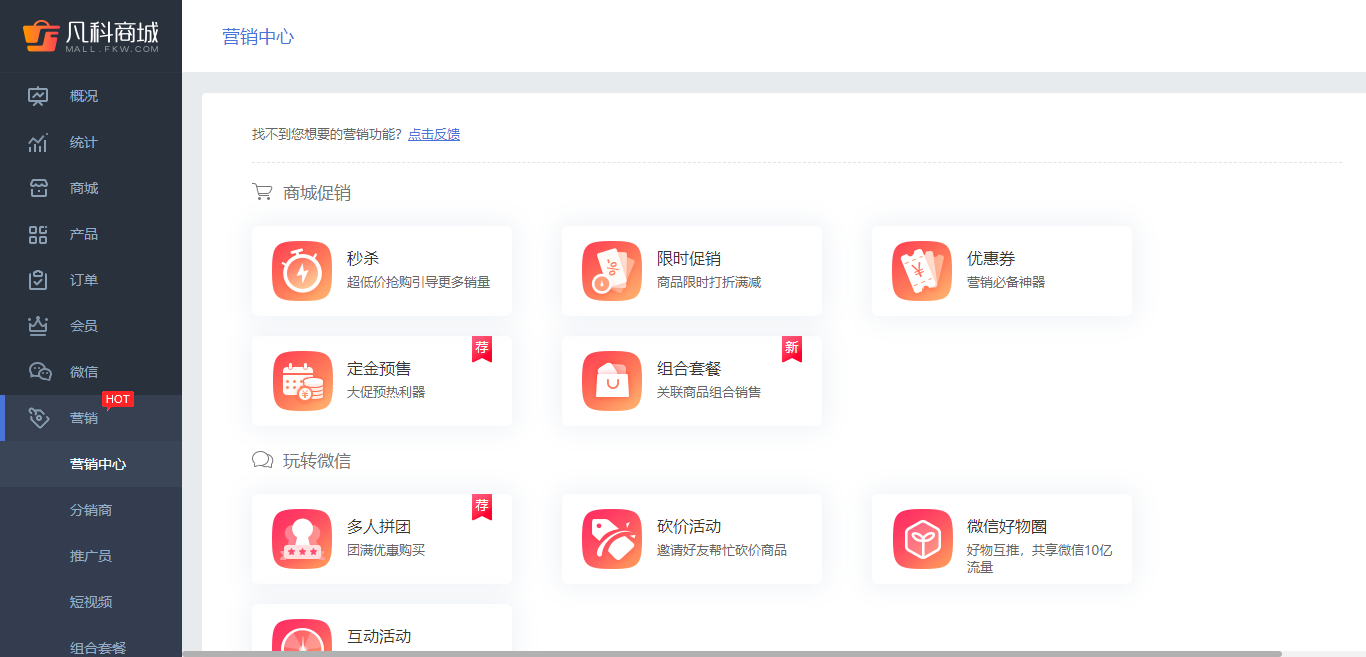 凡科商城
MALL.FKW.COM
概况
统计
商城
产品
订单
会员
微信
HOT
营销
营销中心
分销商
推广员
短视频
组合套餐
营销中心
找不到您想要的营销功能？点击反馈
商城促销
秒杀
超低价抢购引导更多销量
限时促销
商品限时打折满减
优惠券
营销必备神器
荐
定金预售
大促预热利器
新
组合套餐
关联商品组合销售
玩转微信
荐
多人拼团
团满优惠购买
砍价活动
邀请好友帮忙砍价商品
微信好物圈
好物互推，共享微信10亿
流量
互动活动